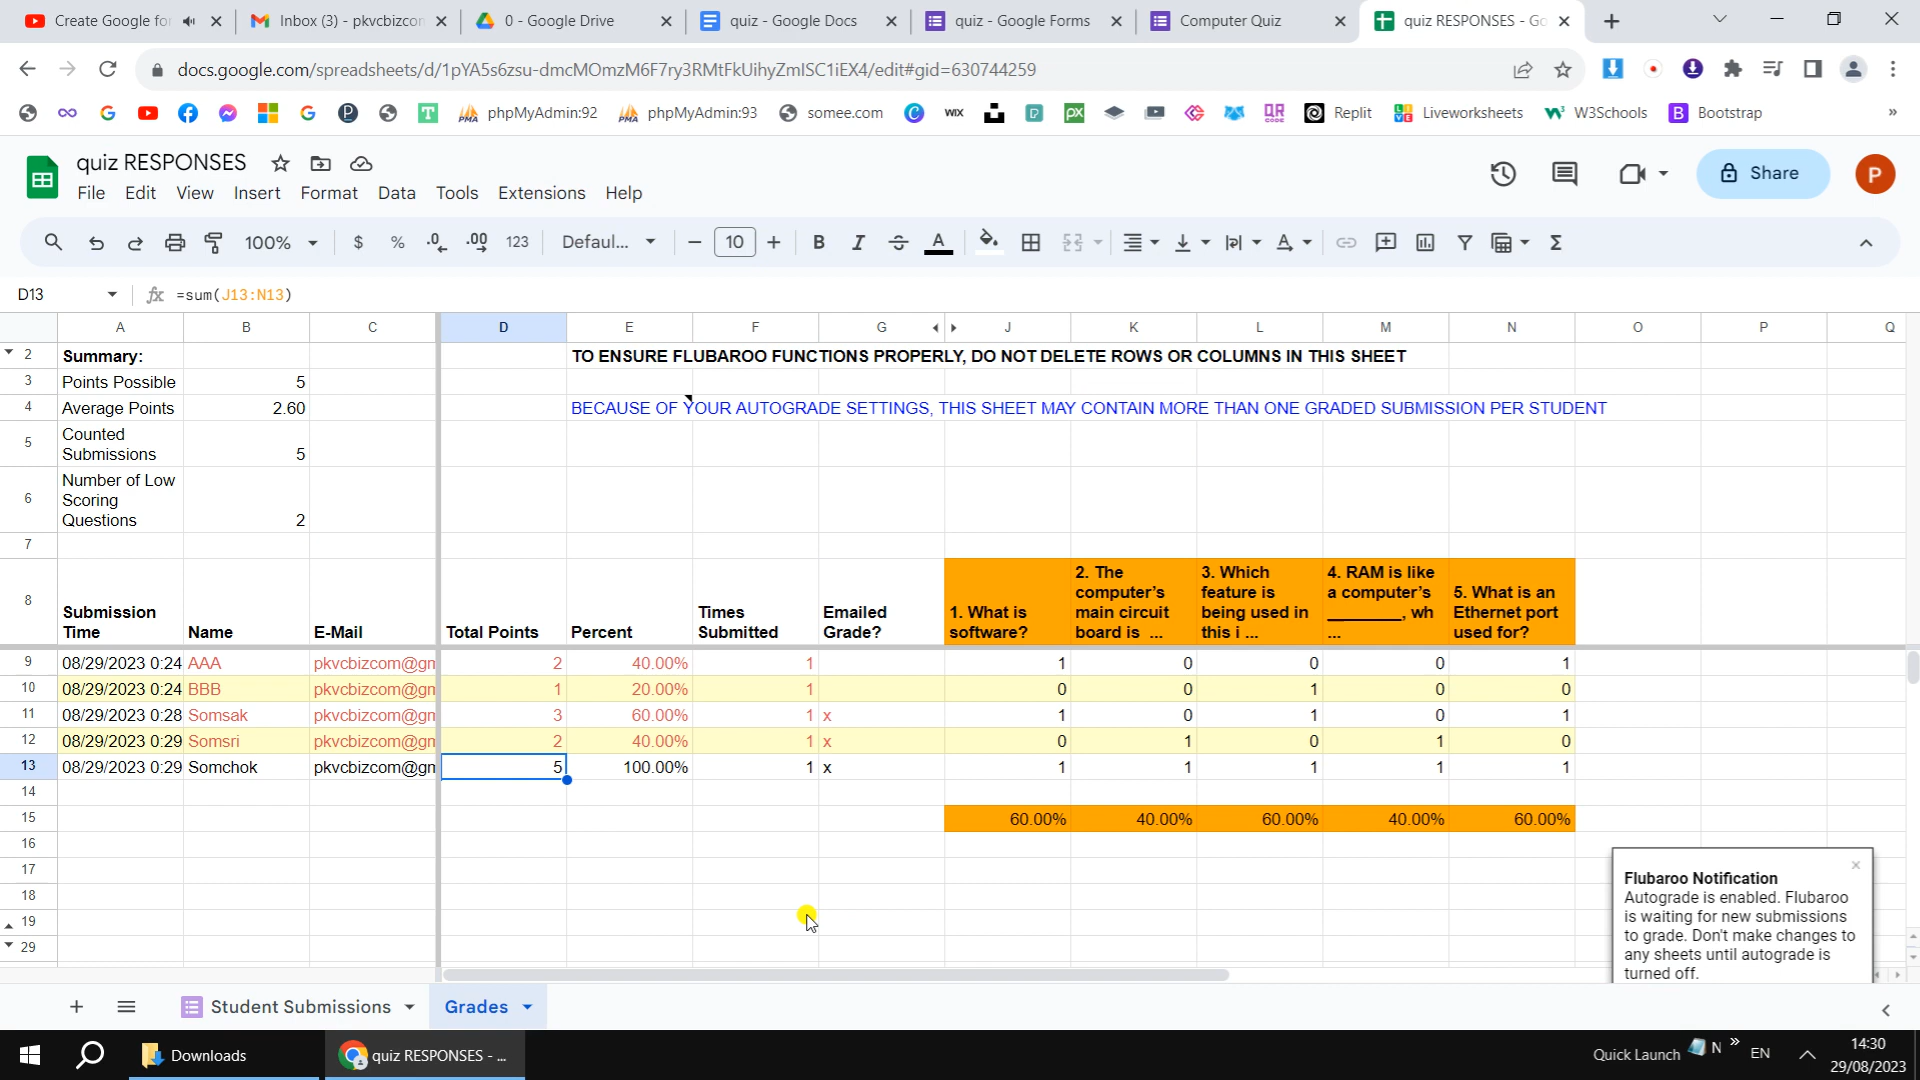 Create Google fo
Inbox (3) - pkvcbizcon
0 - Google Drive
quiz - Google Docs
quiz - Google Forms
Computer Quiz
quiz RESPONSES - Go
docs.google.com/spreadsheets/d/1pYA5s6zsu-dmcMOmzM6F7ry3RMtFkUihyZmISC1iEX4/edit#gid=630744259
phpMyAdmin:92
phpMyAdmin:93
somee.com
WIX
Replit
Liveworksheets
W3Schools
Bootstrap
quiz RESPONSES
File Edit View Insert Format Data Tools Extensions Help
Share
P
100% $ % .0 .00 123 Defaul... 10 B I A Σ
D13 fx =sum(J13:N13)
A B C D E F G J K L M N O P Q
2 Summary: TO ENSURE FLUBAROO FUNCTIONS PROPERLY, DO NOT DELETE ROWS OR COLUMNS IN THIS SHEET
3 Points Possible 5
4 Average Points 2.60 BECAUSE OF YOUR AUTOGRADE SETTINGS, THIS SHEET MAY CONTAIN MORE THAN ONE GRADED SUBMISSION PER STUDENT
5 Counted
Submissions 5
6 Number of Low
Scoring
Questions 2
7
8
Submission
Time
Name
E-Mail
Total Points
Percent
Times
Submitted
Emailed
Grade?
1. What is
software?
2. The
computer's
main circuit
board is ...
3. Which
feature is
being used in
this i ...
4. RAM is like
a computer's
________, wh
...
5. What is an
Ethernet port
used for?
9 08/29/2023 0:24 AAA pkvcbizcom@gm 2 40.00% 1 1 0 0 0 1
10 08/29/2023 0:24 BBB pkvcbizcom@gm 1 20.00% 1 0 0 1 0 0
11 08/29/2023 0:28 Somsak pkvcbizcom@gm 3 60.00% 1 x 1 0 1 0 1
12 08/29/2023 0:29 Somsri pkvcbizcom@gm 2 40.00% 1 x 0 1 0 1 0
13 08/29/2023 0:29 Somchok pkvcbizcom@gm 5 100.00% 1 x 1 1 1 1 1
14
15 60.00% 40.00% 60.00% 40.00% 60.00%
16
17
18
19
29
Flubaroo Notification
Autograde is enabled. Flubaroo
is waiting for new submissions
to grade. Don't make changes to
any sheets until autograde is
turned off.
Student Submissions
Grades
Downloads
quiz RESPONSES - ...
Quick Launch
N
EN
14:30
29/08/2023